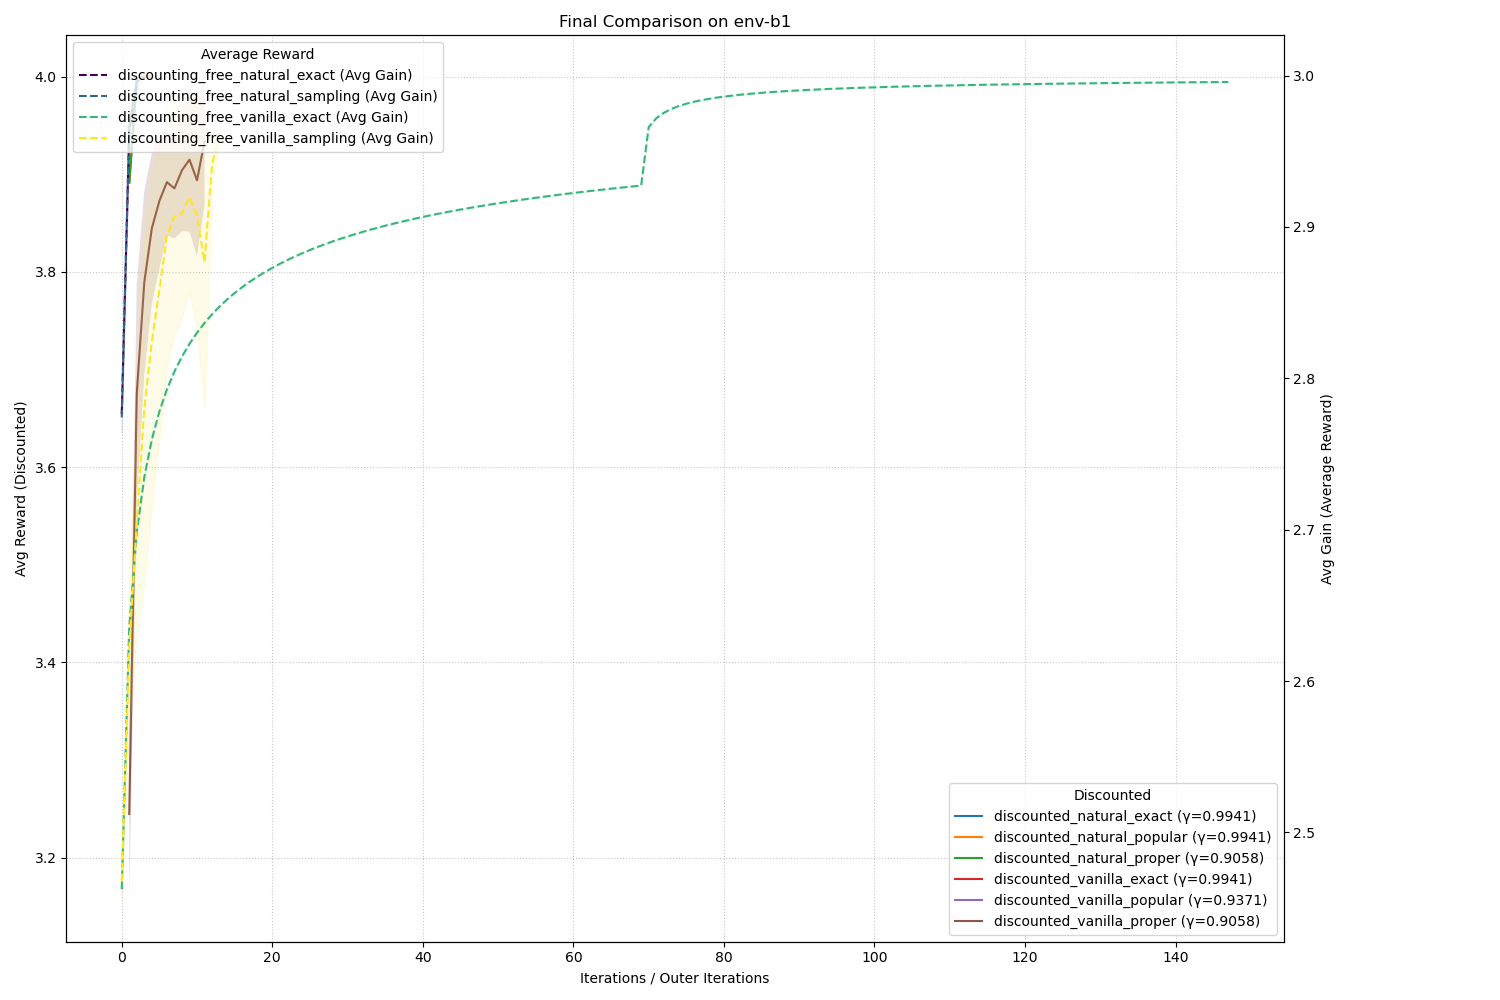 Final Comparison on env-b1
Average Reward
discounting_free_natural_exact (Avg Gain)
discounting_free_natural_sampling (Avg Gain)
discounting_free_vanilla_exact (Avg Gain)
discounting_free_vanilla_sampling (Avg Gain)
4.0
3.8
3.6
3.4
3.2
Avg Reward (Discounted)
3.0
2.9
2.8
2.7
2.6
2.5
Avg Gain (Average Reward)
Discounted
discounted_natural_exact (γ=0.9941)
discounted_natural_popular (γ=0.9941)
discounted_natural_proper (γ=0.9058)
discounted_vanilla_exact (γ=0.9941)
discounted_vanilla_popular (γ=0.9371)
discounted_vanilla_proper (γ=0.9058)
0 20 40 60 80 100 120 140
Iterations / Outer Iterations